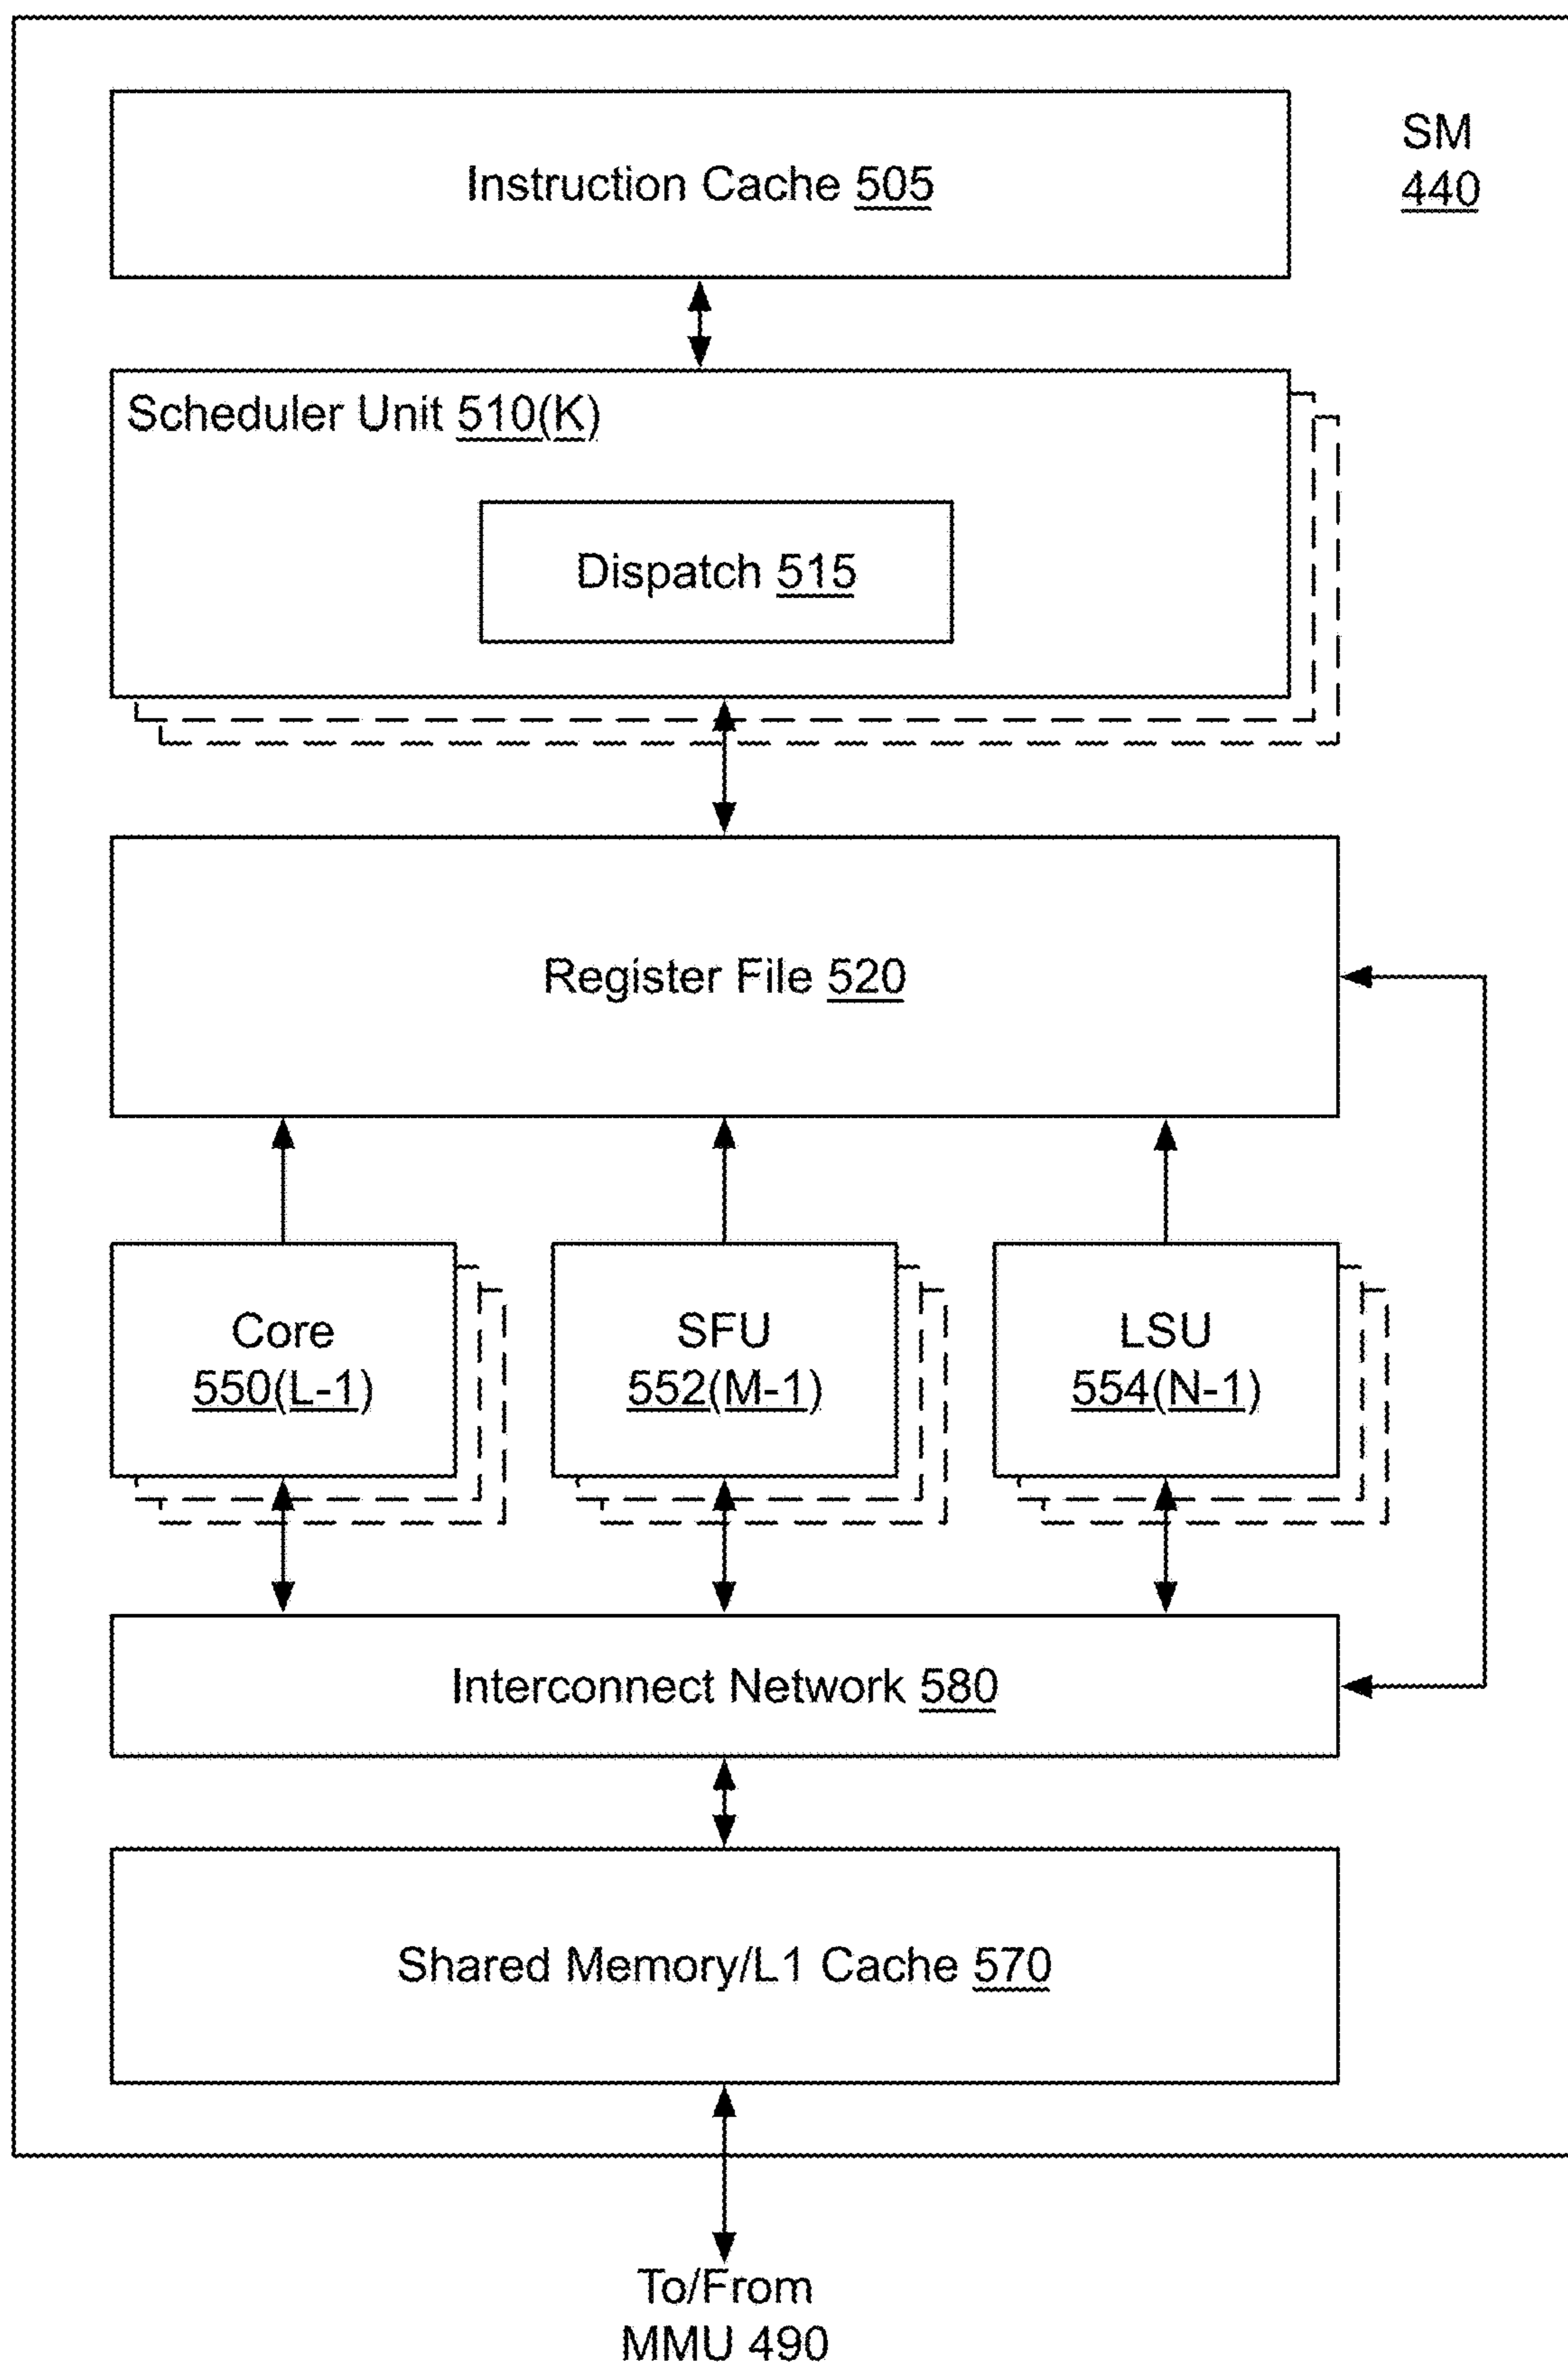 SM
440
Instruction Cache 505
Scheduler Unit 510(K)
Dispatch 515
Register File 520
Core
550(L-1)
SFU
552(M-1)
LSU
554(N-1)
Interconnect Network 580
Shared Memory/L1 Cache 570
To/From
MMU 490